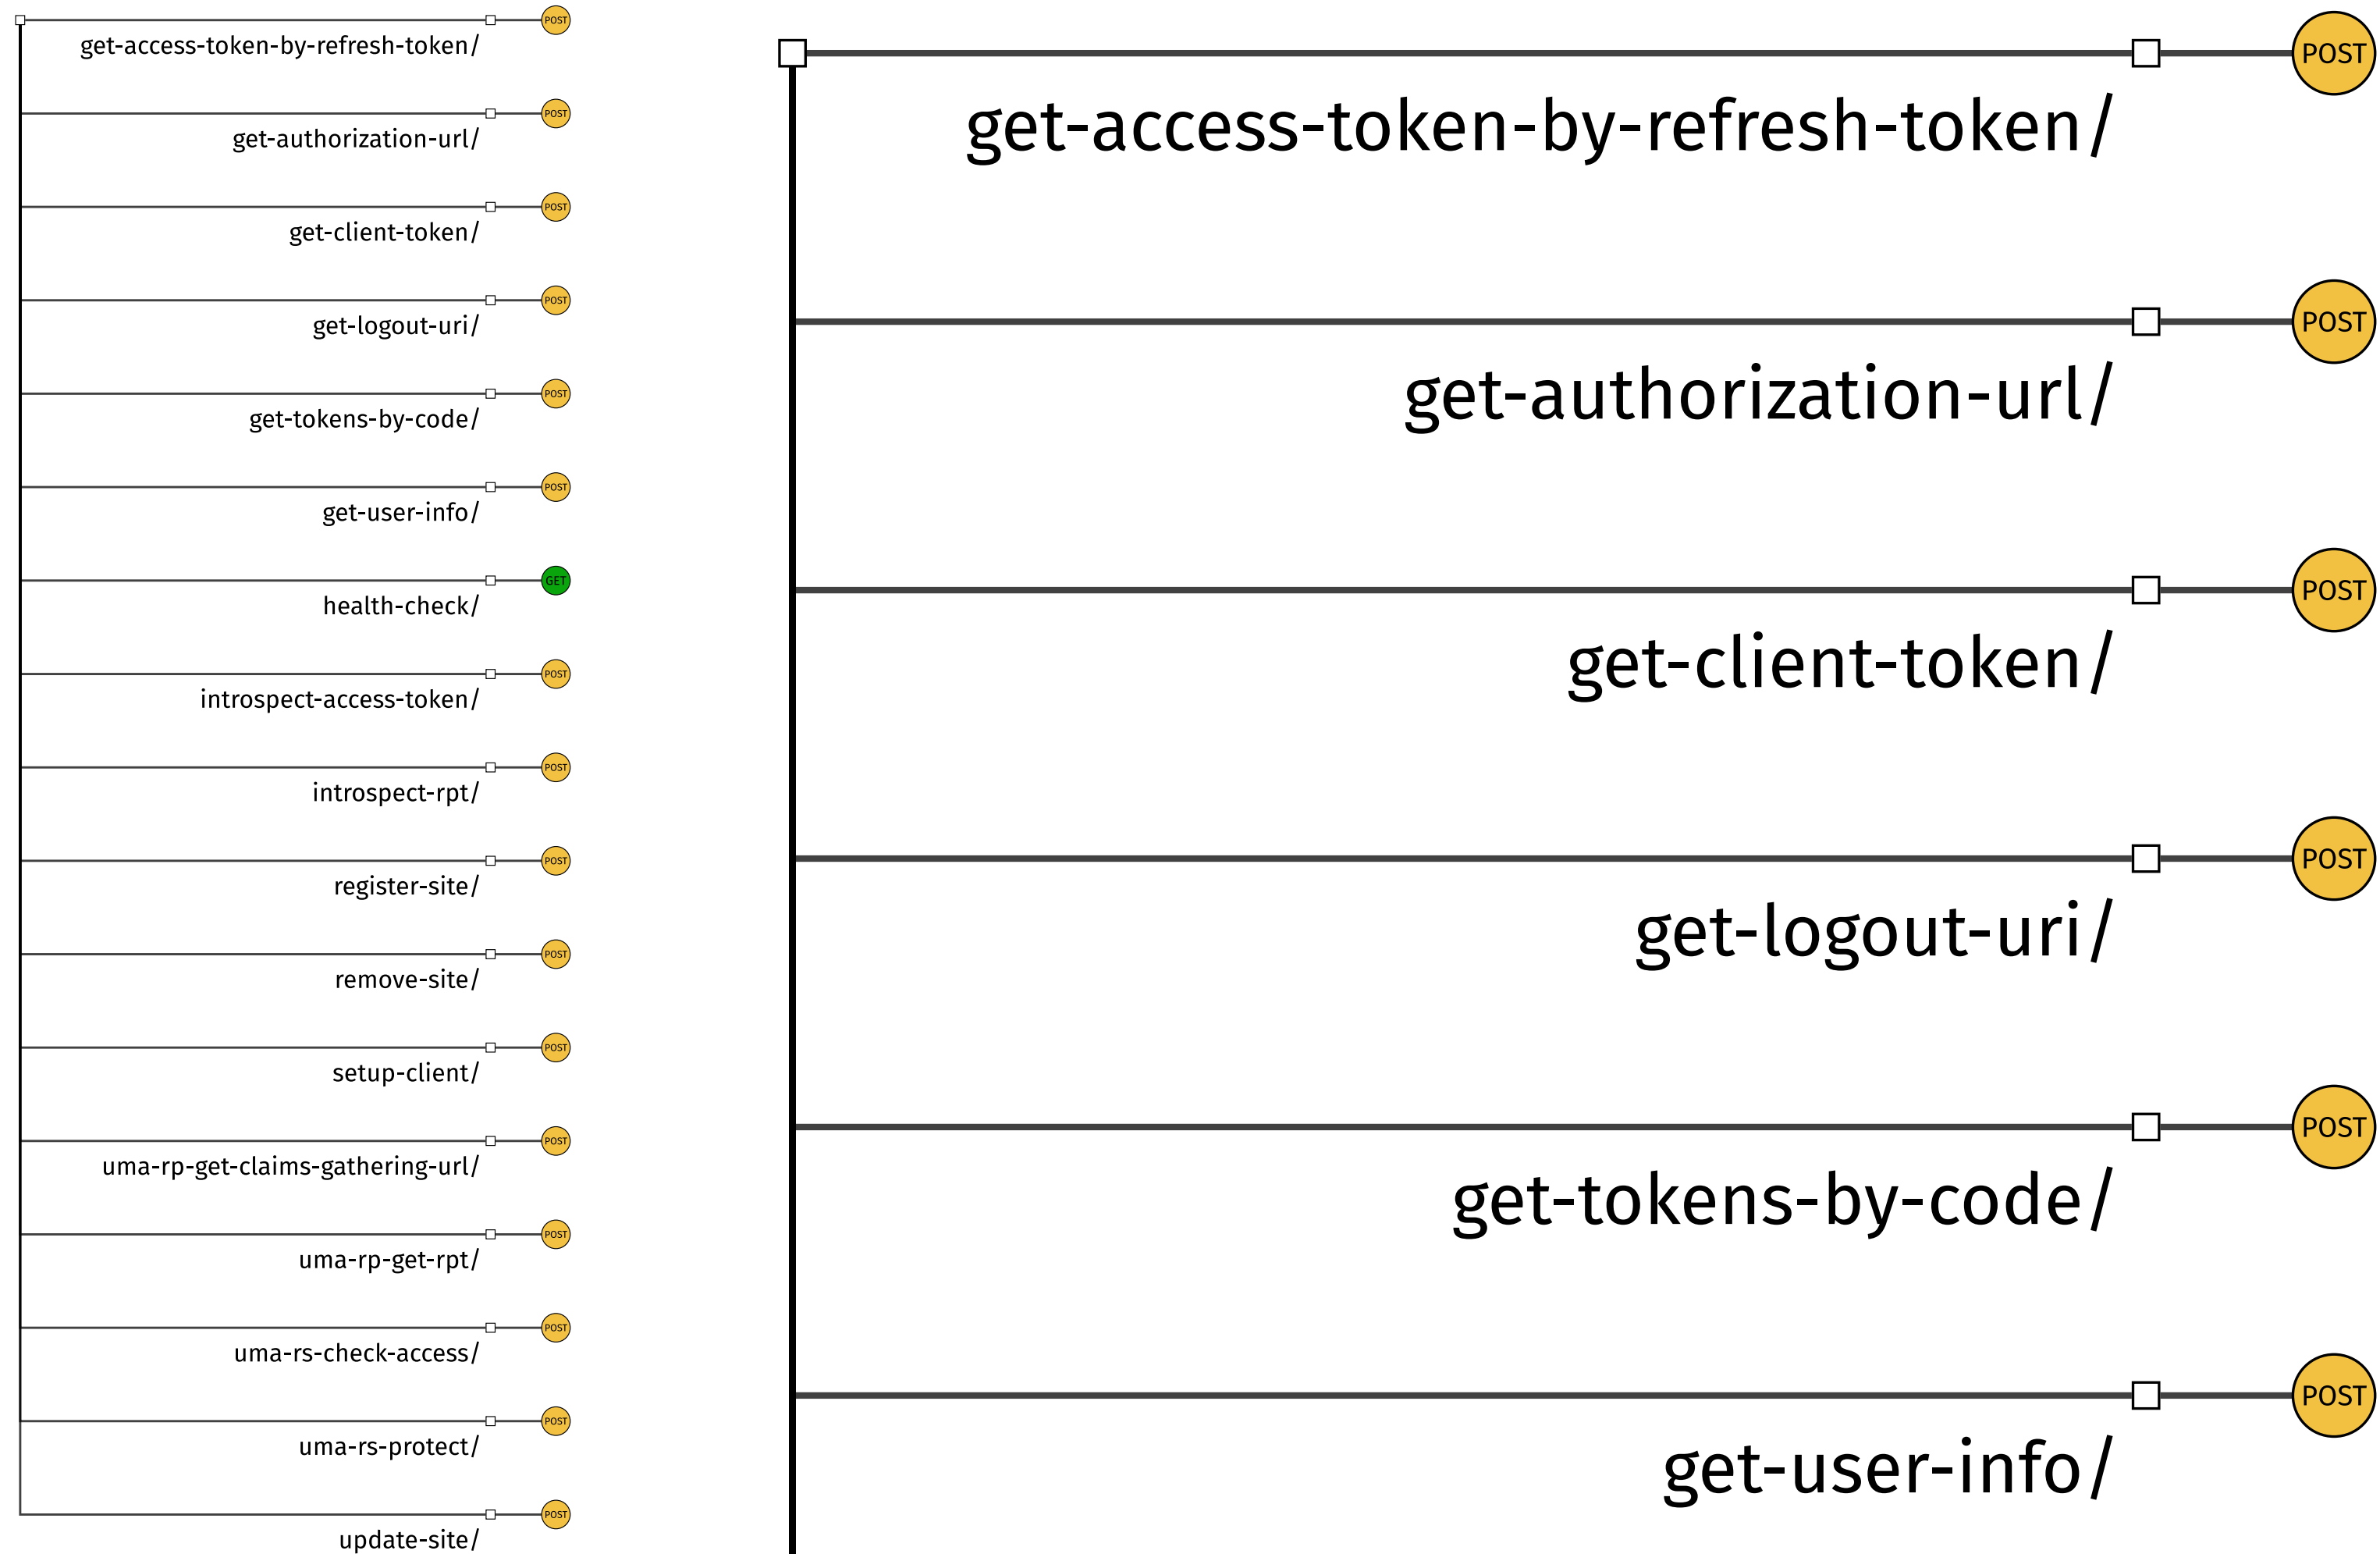 POST
get-access-token-by-refresh-token/
POST
get-authorization-url/
POST
get-client-token/
POST
get-logout-uri/
POST
get-tokens-by-code/
POST
get-user-info/
GET
health-check/
POST
introspect-access-token/
POST
introspect-rpt/
POST
register-site/
POST
remove-site/
POST
setup-client/
POST
uma-rp-get-claims-gathering-url/
POST
uma-rp-get-rpt/
POST
uma-rs-check-access/
POST
uma-rs-protect/
POST
update-site/
POST
get-access-token-by-refresh-token/
POST
get-authorization-url/
POST
get-client-token/
POST
get-logout-uri/
POST
get-tokens-by-code/
POST
get-user-info/